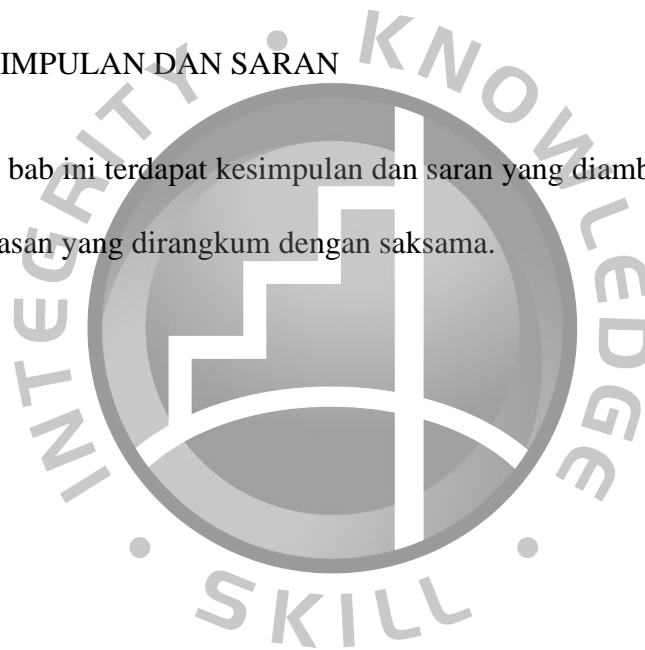 IMPULAN DAN SARAN
bab ini terdapat kesimpulan dan saran yang diamb
asan yang dirangkum dengan saksama.
INTEGRITY • KNOWLEDGE • SKILL